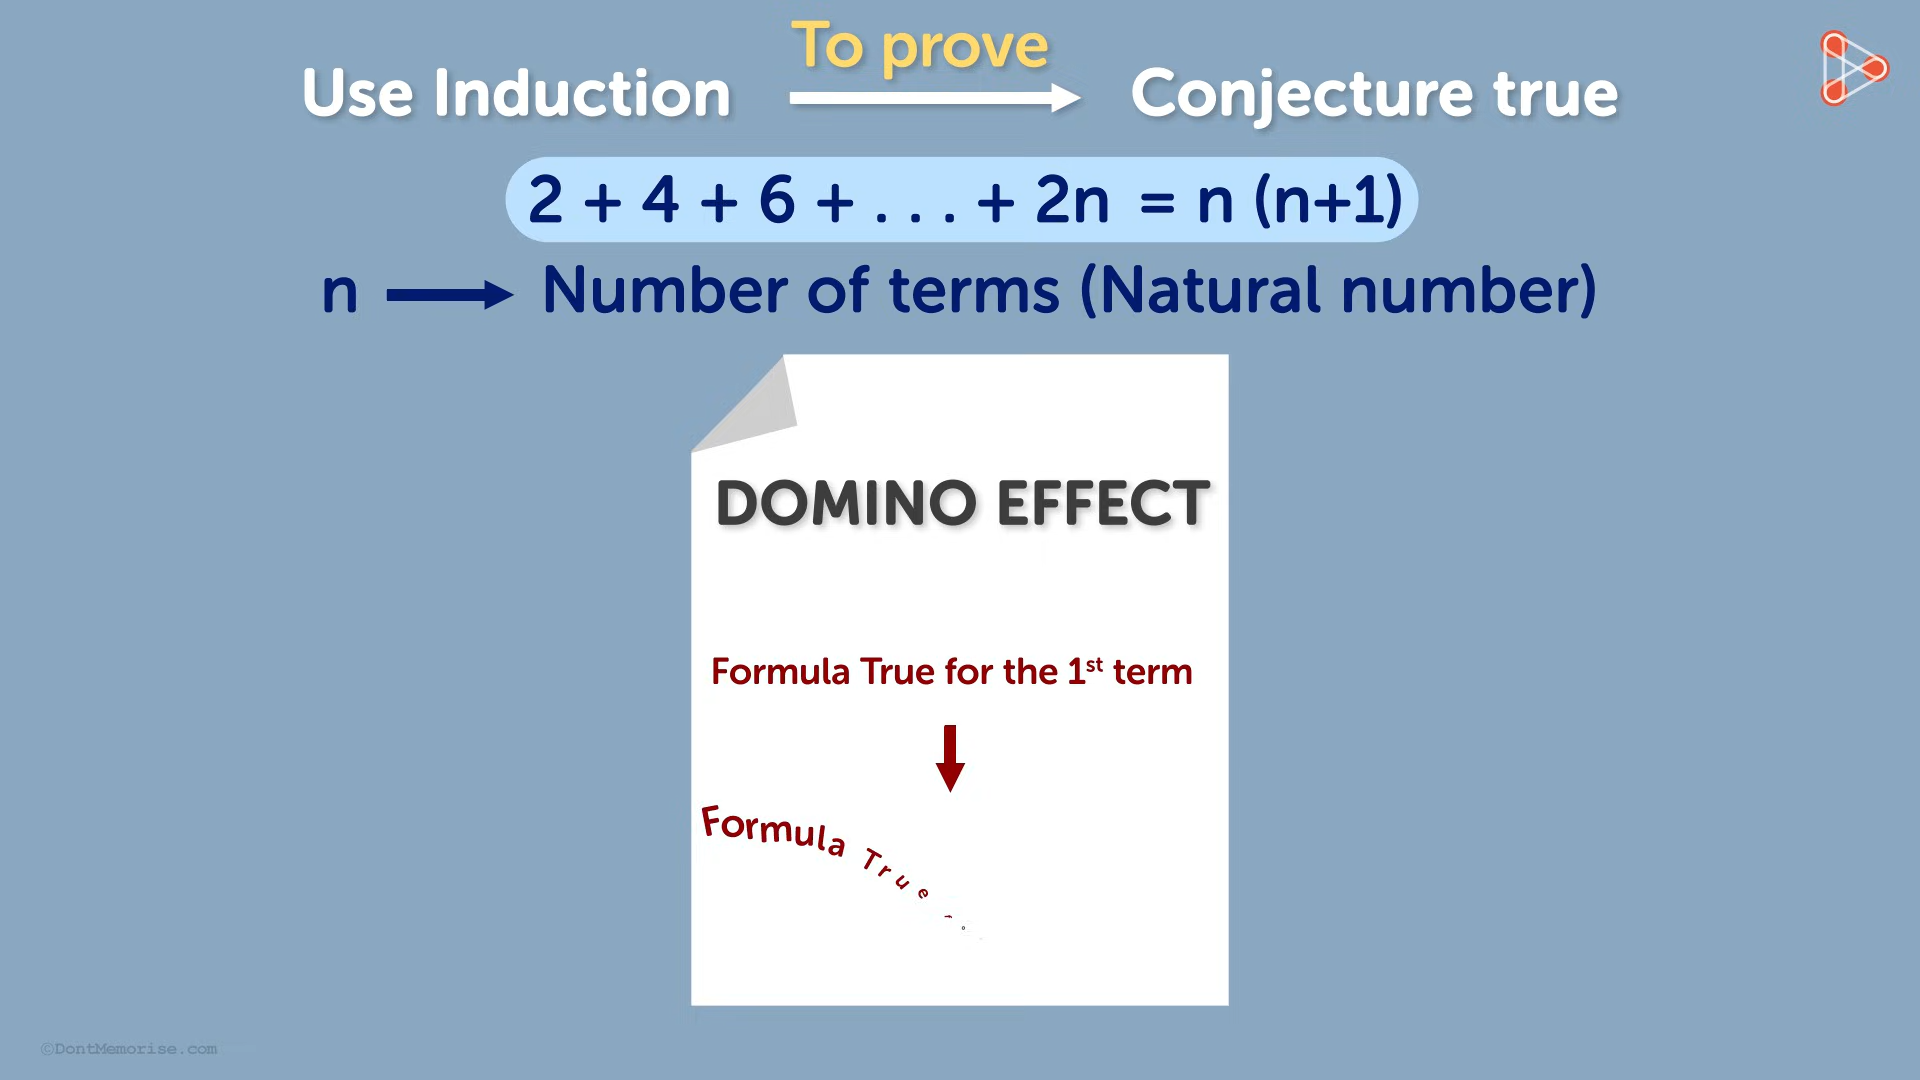 To prove
Use Induction Conjecture true
2 + 4 + 6 + . . . + 2n = n (n+1)
n Number of terms (Natural number)
DOMINO EFFECT
Formula True for the 1st term
Formula True
©DontMemorise.com